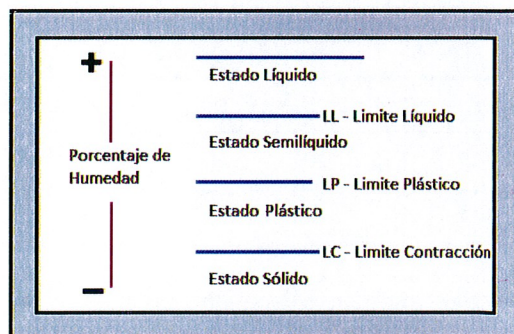 +
Estado Líquido
LL - Limite Líquido
Estado Semilíquido
Porcentaje de
Humedad
LP - Limite Plástico
Estado Plástico
LC - Limite Contracción
Estado Sólido
-